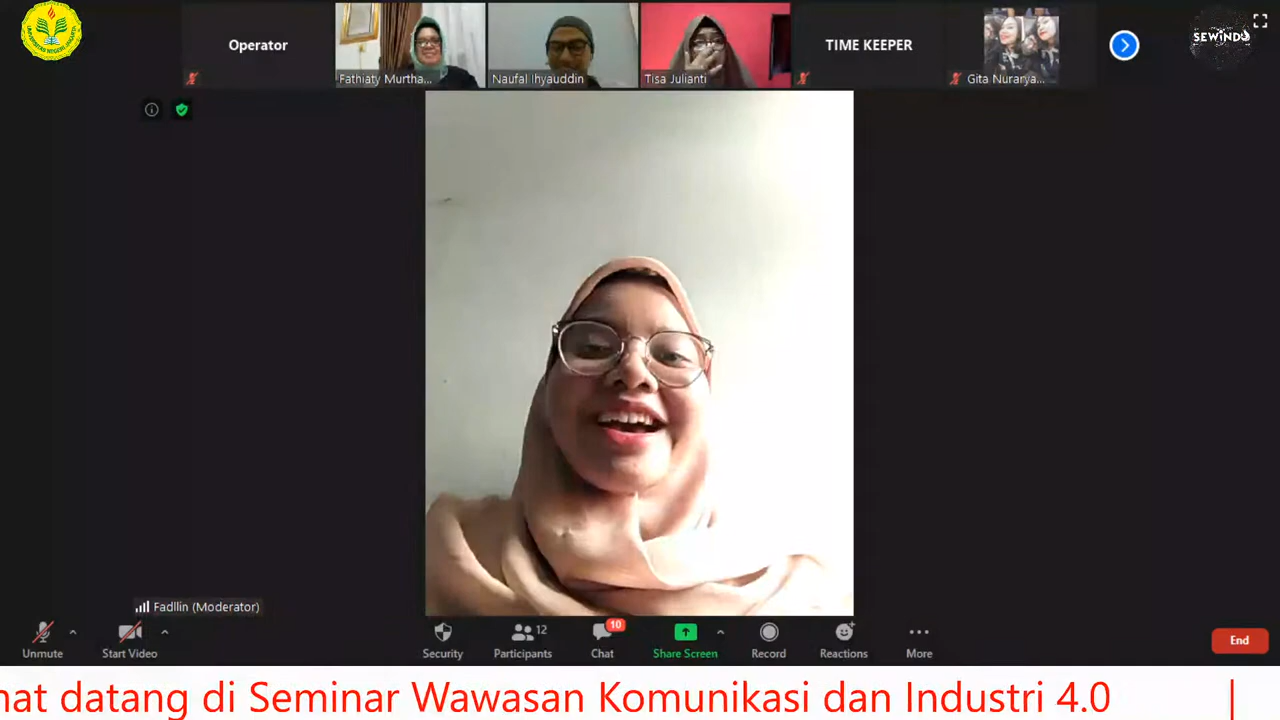 Operator
Fathiaty Murtha...
Naufal Ihyauddin
Tisa Julianti
TIME KEEPER
Gita Nurarya...
SEWINDU
Fadllin (Moderator)
Unmute
Start Video
Security
12
Participants
10
Chat
Share Screen
Record
Reactions
More
End
nat datang di Seminar Wawasan Komunikasi dan Industri 4.0 |